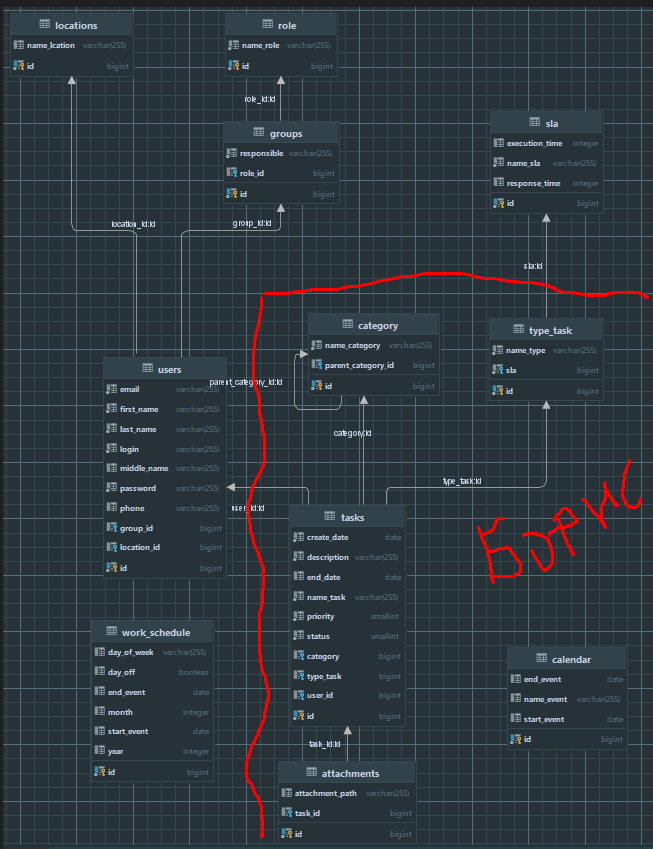 locations
name_lcation varchar(255)
id bigint
role
name_role varchar(255)
id bigint
role_id:id
groups
responsible varchar(255)
role_id bigint
id bigint
sla
execution_time integer
name_sla varchar(255)
response_time integer
id bigint
location_id:id
group_id:id
sla:id
category
name_category varchar(255)
parent_category_id bigint
id bigint
type_task
name_type varchar(255)
sla bigint
id bigint
parent_category_id:id
users
email varchar(255)
first_name varchar(255)
last_name varchar(255)
login varchar(255)
middle_name varchar(255)
password varchar(255)
phone varchar(255)
group_id bigint
location_id bigint
id bigint
category:id
type_task:id
user_id:id
tasks
create_date date
description varchar(255)
end_date date
name_task varchar(255)
priority smallint
status smallint
category bigint
type_task bigint
user_id bigint
id bigint
work_schedule
day_of_week varchar(255)
day_off boolean
end_event date
month integer
start_event date
year integer
id bigint
calendar
end_event date
name_event varchar(255)
start_event date
id bigint
task_id:id
attachments
attachment_path varchar(255)
task_id bigint
id bigint